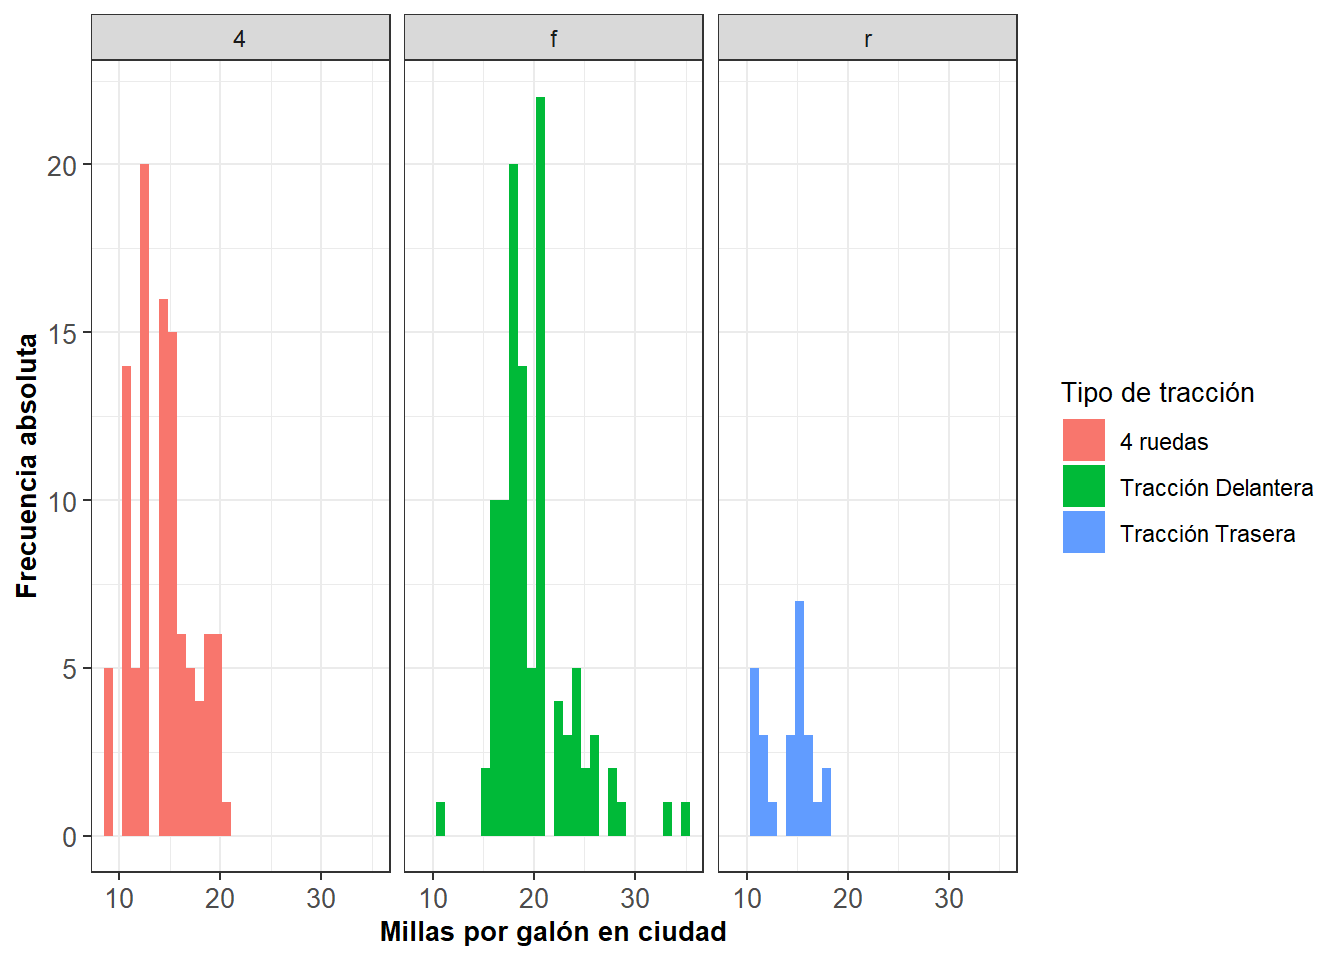 4 f r
Frecuencia absoluta
20
15
10
5
0
10 20 30 10 20 30 10 20 30
Millas por galón en ciudad
Tipo de tracción
4 ruedas
Tracción Delantera
Tracción Trasera